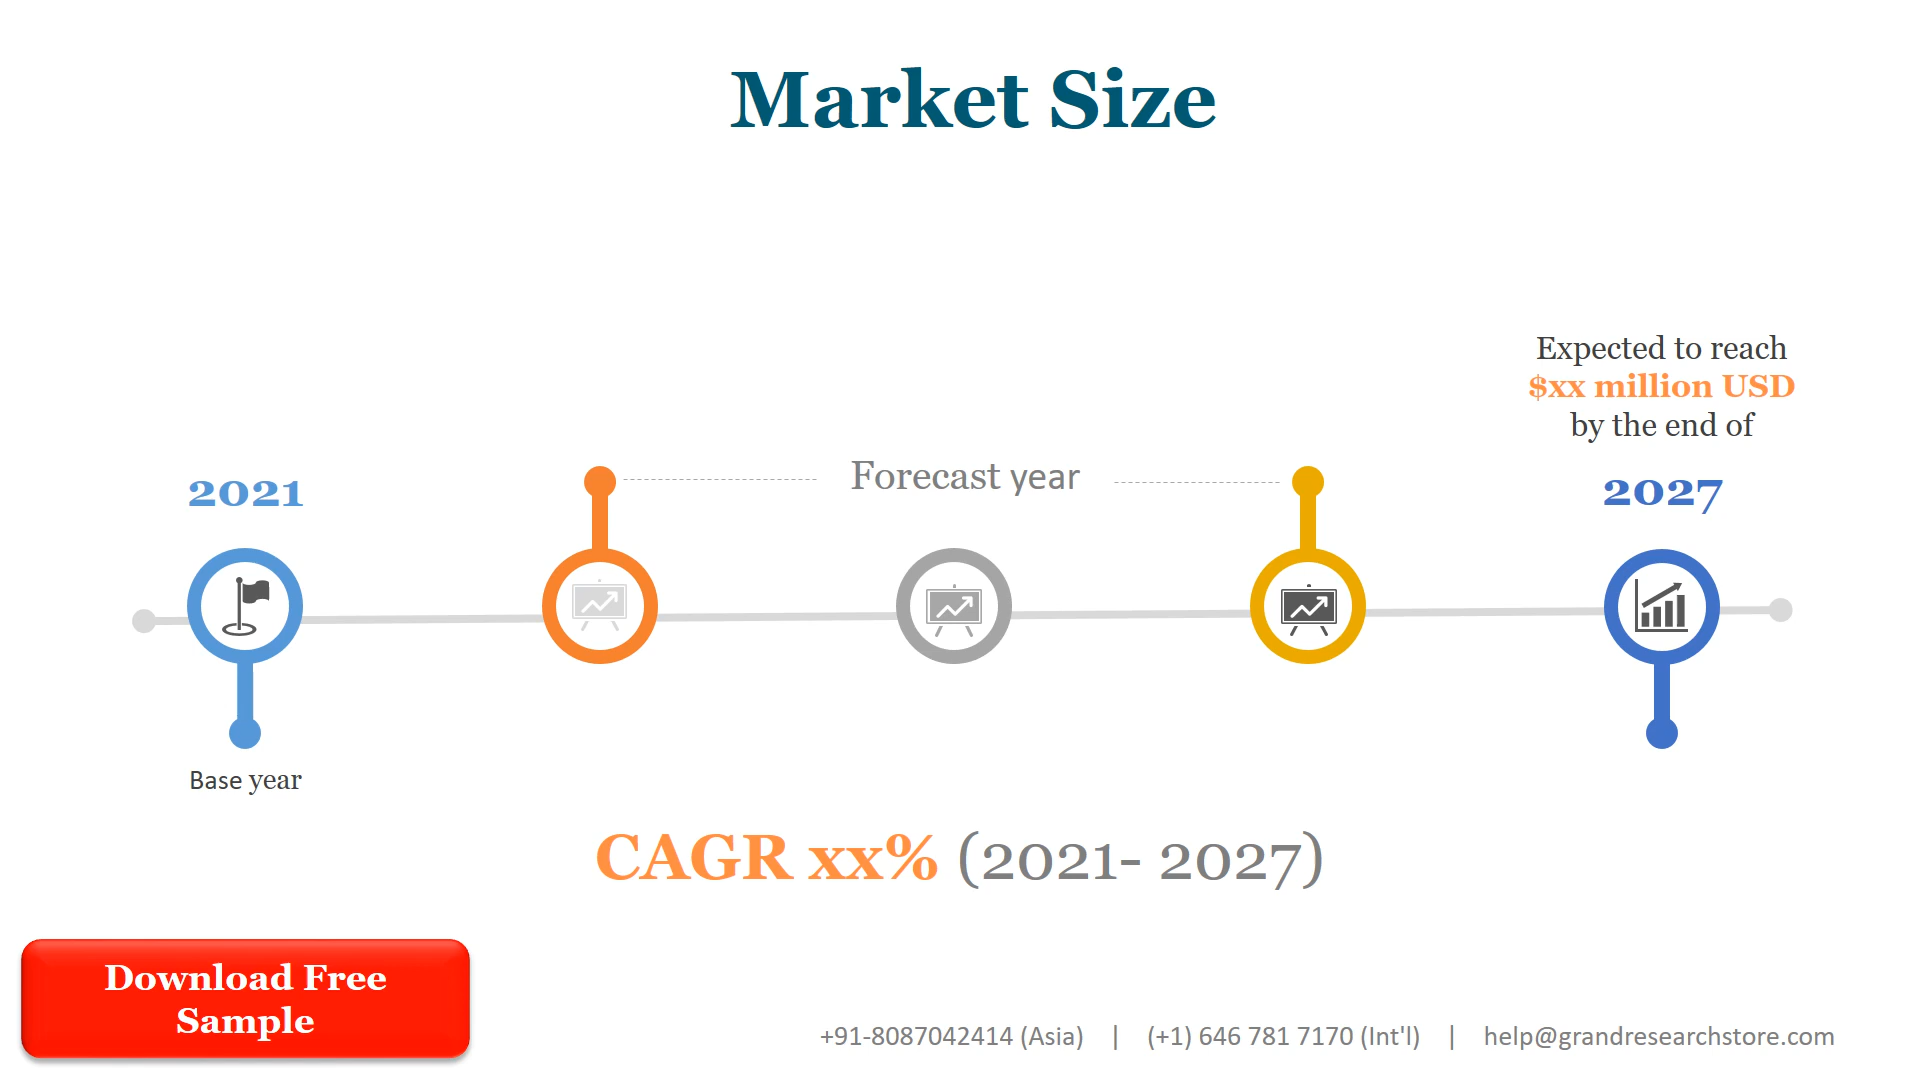 Market Size
Expected to reach
$xx million USD
by the end of
2021
Forecast year
2027
Base year
CAGR xx% (2021- 2027)
Download Free
Sample
+91-8087042414 (Asia) | (+1) 646 781 7170 (Int'l) | help@grandresearchstore.com